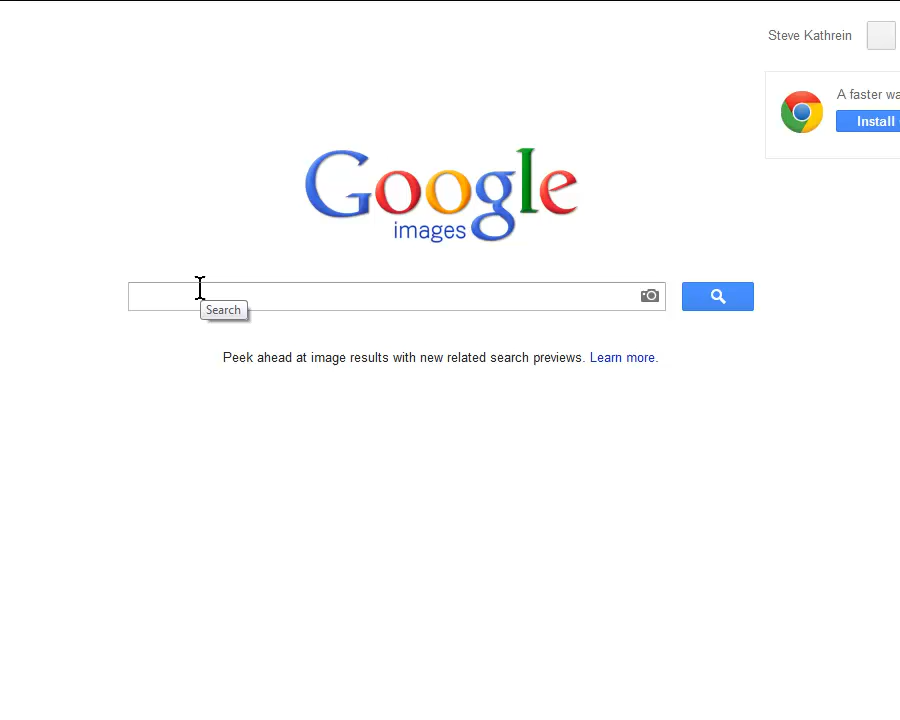 Steve Kathrein
A faster wa
Install
Google
images
Search
Peek ahead at image results with new related search previews. Learn more.